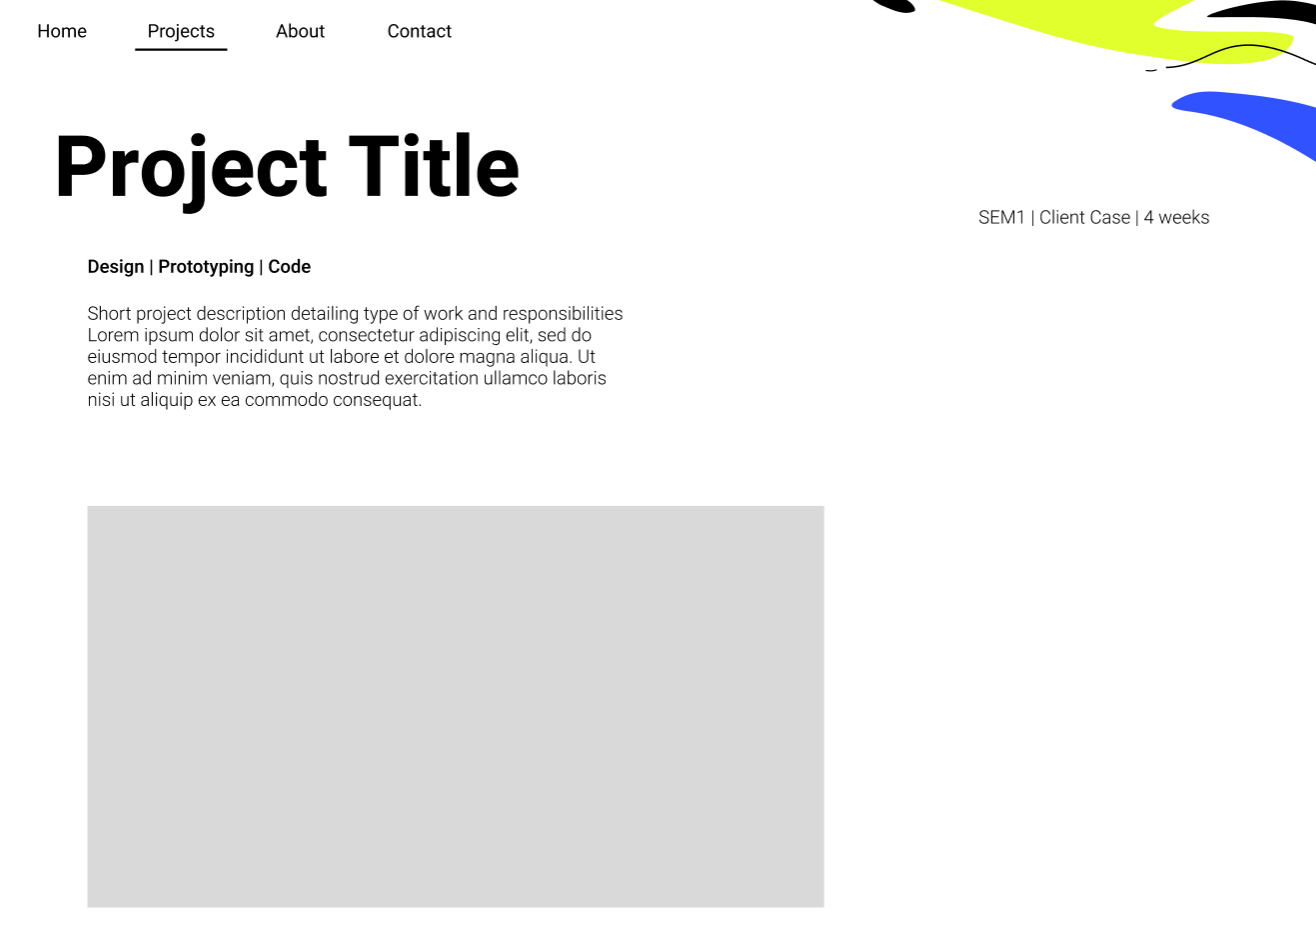 Home
Projects
About
Contact
Project Title
SEM1 | Client Case | 4 weeks
Design | Prototyping | Code
Short project description detailing type of work and responsibilities
Lorem ipsum dolor sit amet, consectetur adipiscing elit, sed do
eiusmod tempor incididunt ut labore et dolore magna aliqua. Ut
enim ad minim veniam, quis nostrud exercitation ullamco laboris
nisi ut aliquip ex ea commodo consequat.